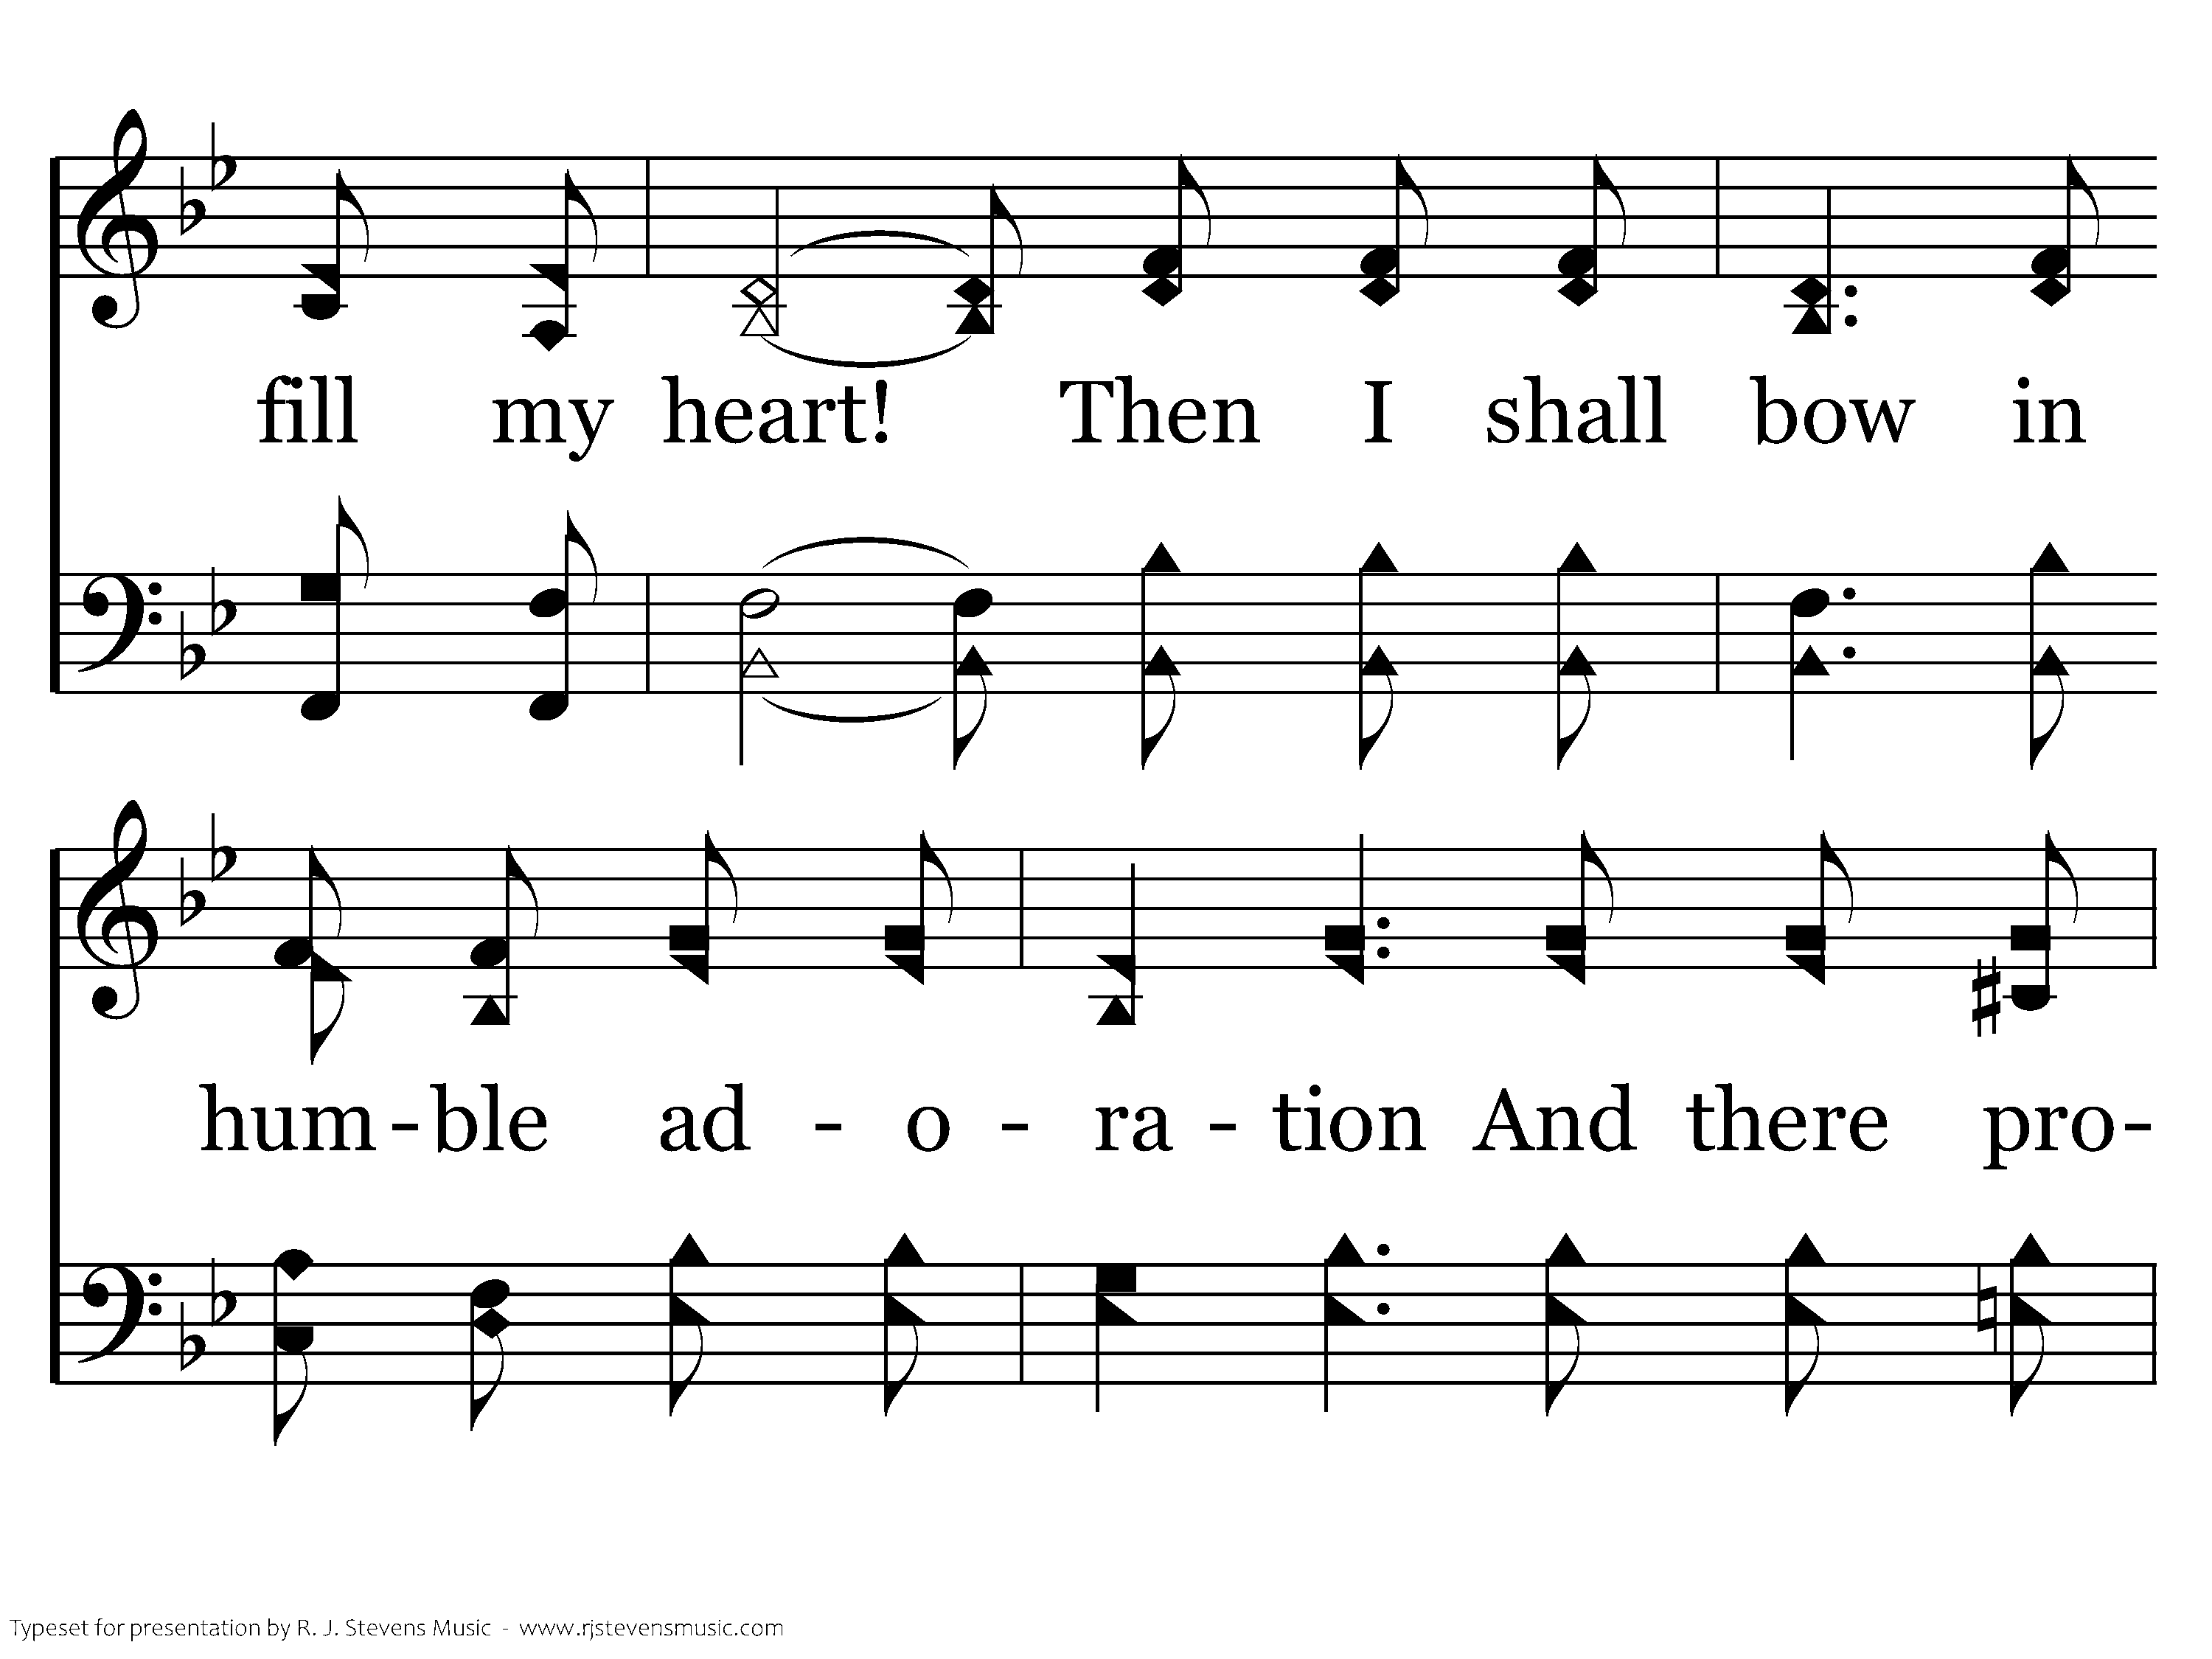 fill my heart! Then I shall bow in
hum - ble ad - o - ra - tion And there pro-
Typeset for presentation by R. J. Stevens Music - www.rjstevensmusic.com